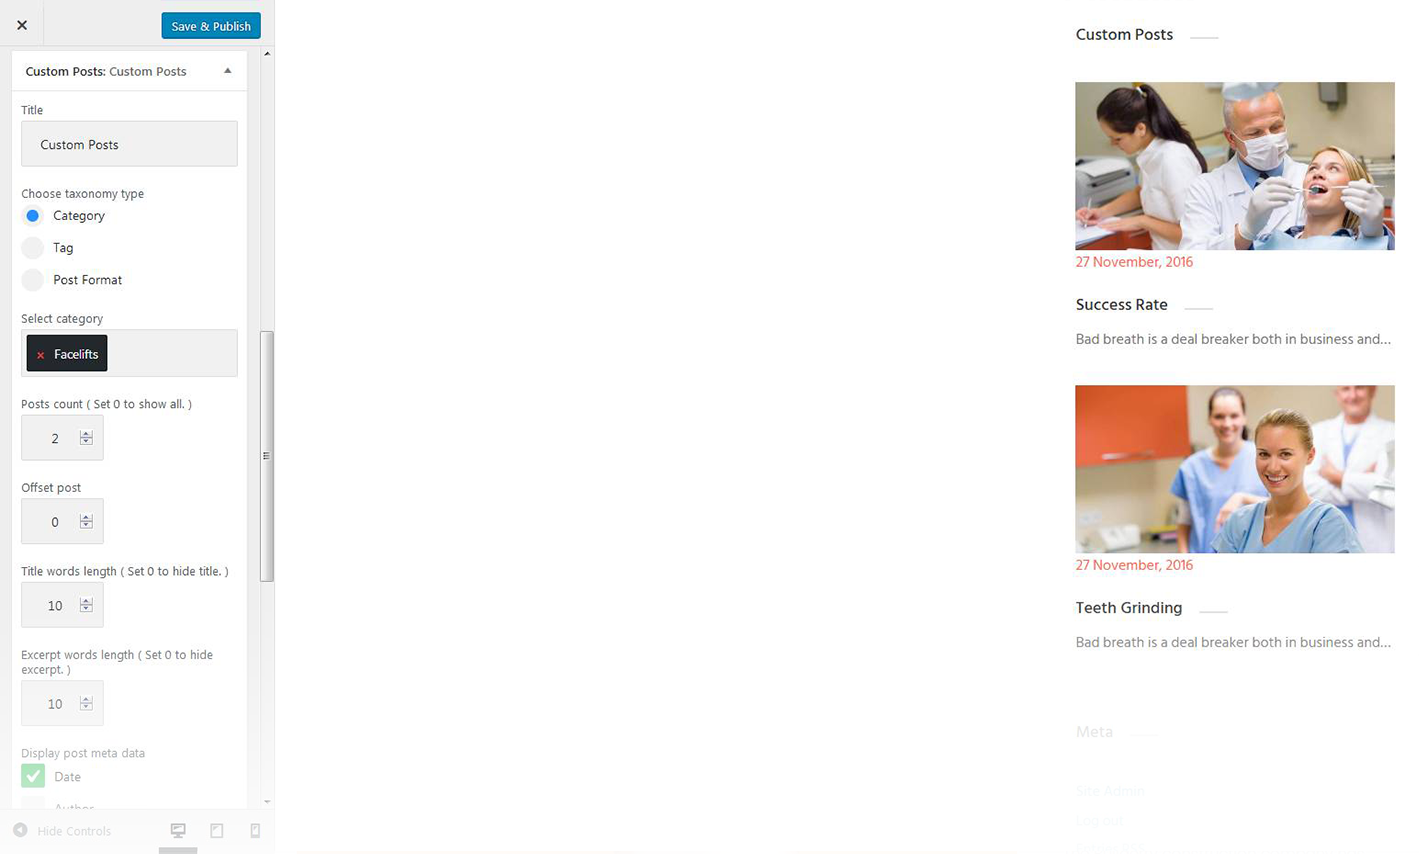 Save & Publish
Custom Posts: Custom Posts
Title
Custom Posts
Choose taxonomy type
Category
Tag
Post Format
Select category
× Facelifts
Posts count ( Set 0 to show all. )
2
Offset post
0
Title words length ( Set 0 to hide title. )
10
Excerpt words length ( Set 0 to hide
excerpt. )
10
Display post meta data
Date
Author
Hide Controls
Custom Posts
27 November, 2016
Success Rate
Bad breath is a deal breaker both in business and...
27 November, 2016
Teeth Grinding
Bad breath is a deal breaker both in business and...
Meta
Site Admin
Log out